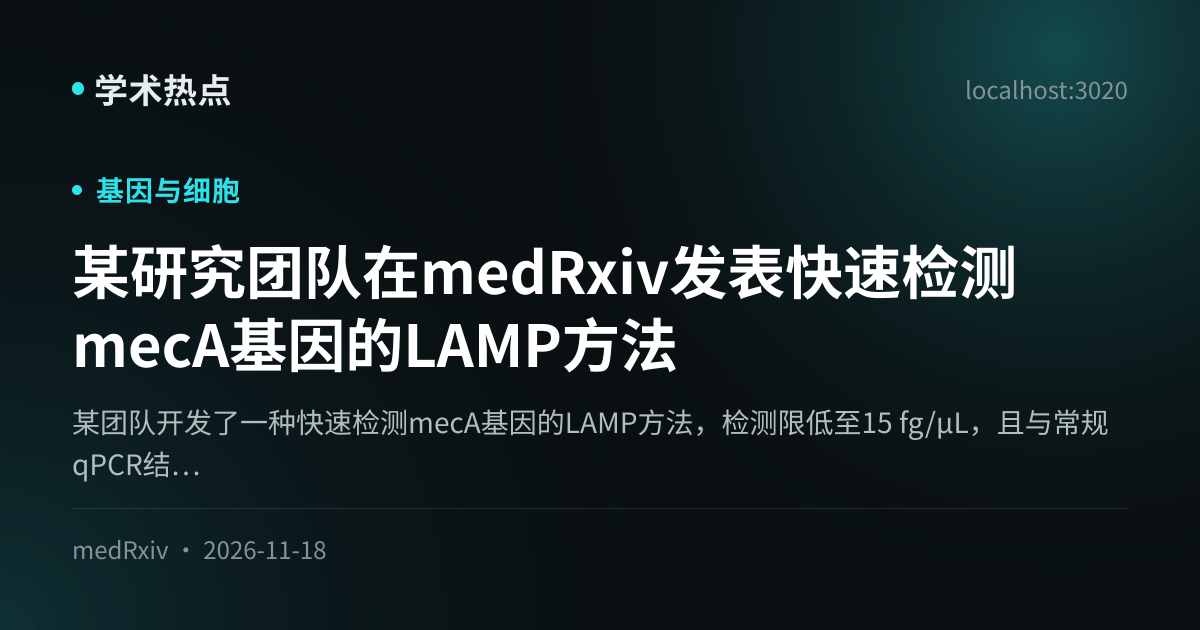 学术热点
localhost:3020
基因与细胞
某研究团队在medRxiv发表快速检测
mecA基因的LAMP方法
某团队开发了一种快速检测mecA基因的LAMP方法，检测限低至15 fg/μL，且与常规
qPCR结…
medRxiv · 2026-11-18